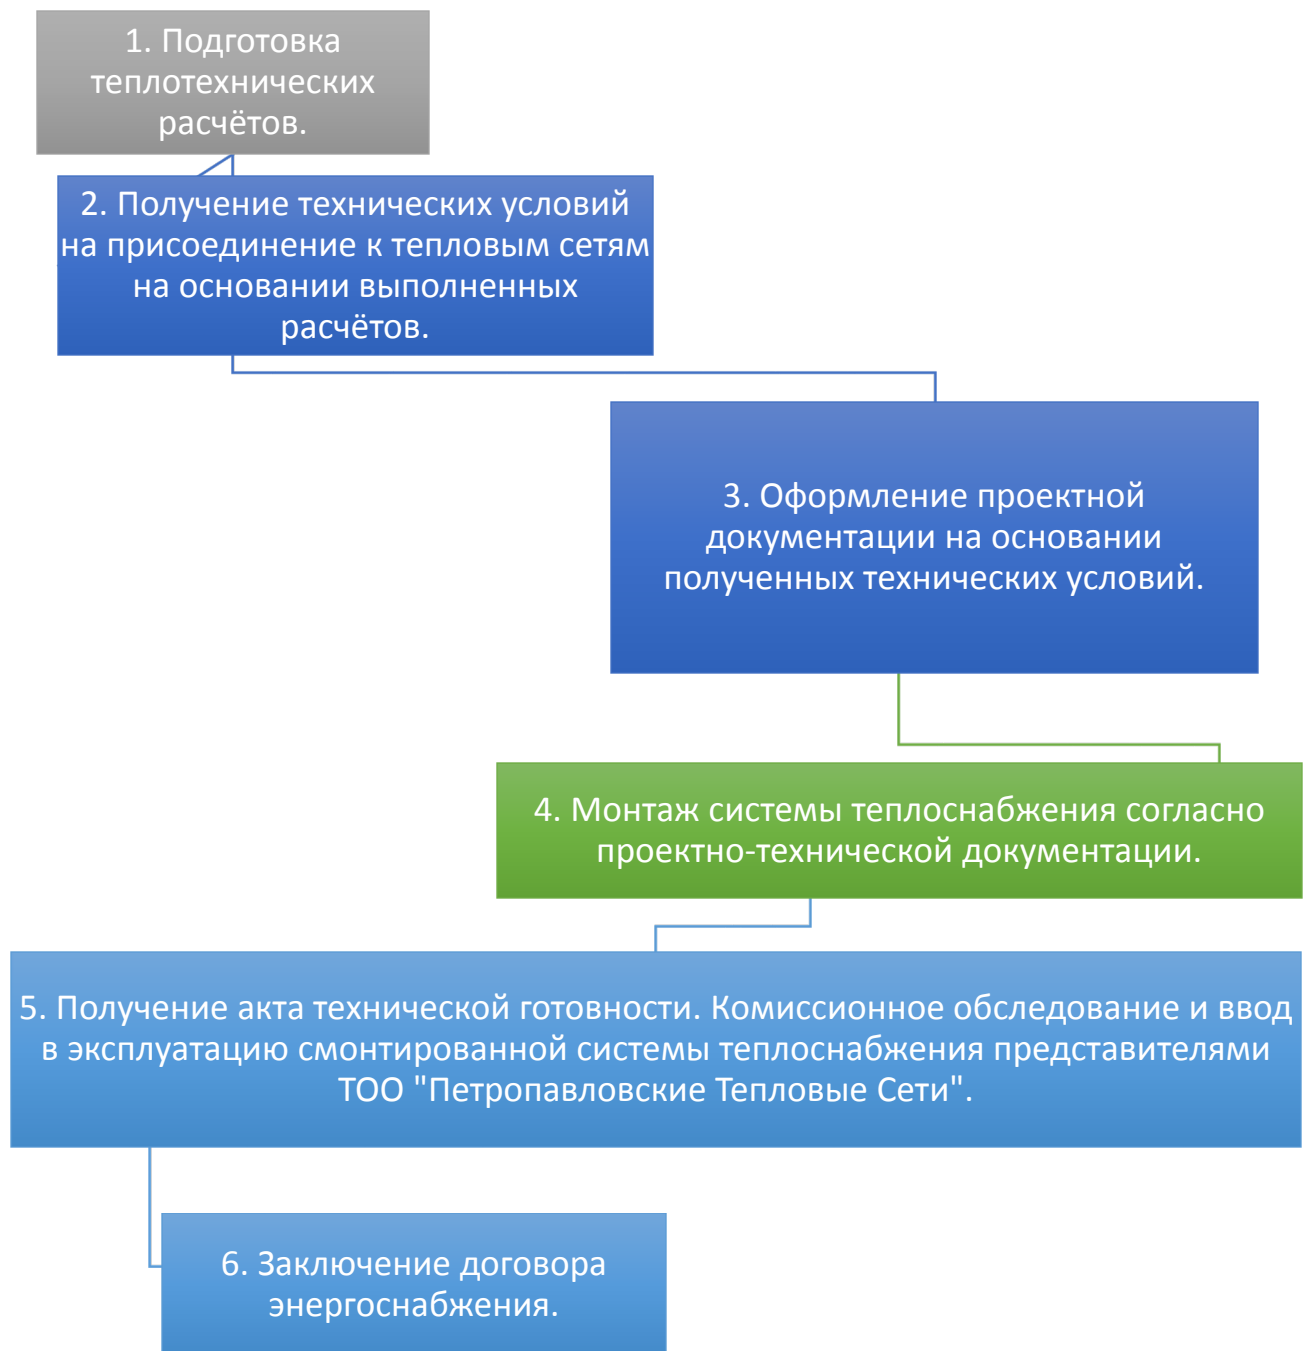 1. Подготовка
теплотехнических
расчётов.
2. Получение технических условий
на присоединение к тепловым сетям
на основании выполненных
расчётов.
3. Оформление проектной
документации на основании
полученных технических условий.
4. Монтаж системы теплоснабжения согласно
проектно-технической документации.
5. Получение акта технической готовности. Комиссионное обследование и ввод
в эксплуатацию смонтированной системы теплоснабжения представителями
ТОО "Петропавловские Тепловые Сети".
6. Заключение договора
энергоснабжения.